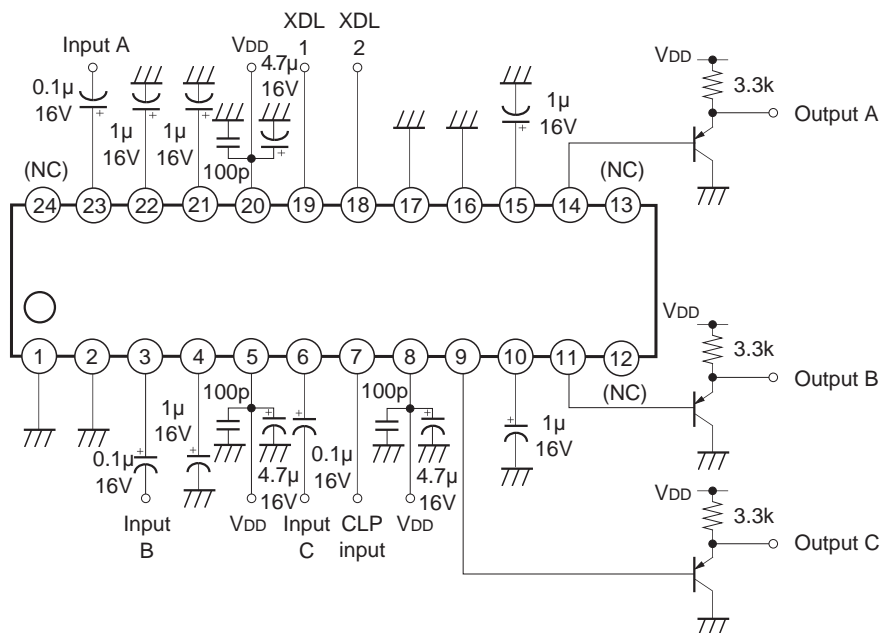 XDL XDL
Input A VDD 1 2
4.7µ
0.1µ 16V
16V
VDD
3.3k
Output A
1µ 1µ 1µ
16V 16V 16V
100p
(NC) (NC)
24 23 22 21 20 19 18 17 16 15 14 13
1 2 3 4 5 6 7 8 9 10 11 12
(NC)
VDD
3.3k
Output B
100p 100p
1µ
16V
1µ
16V
0.1µ
16V
4.7µ
16V
0.1µ
16V
4.7µ
16V
Input VDD Input CLP VDD
B C input
VDD
3.3k
Output C